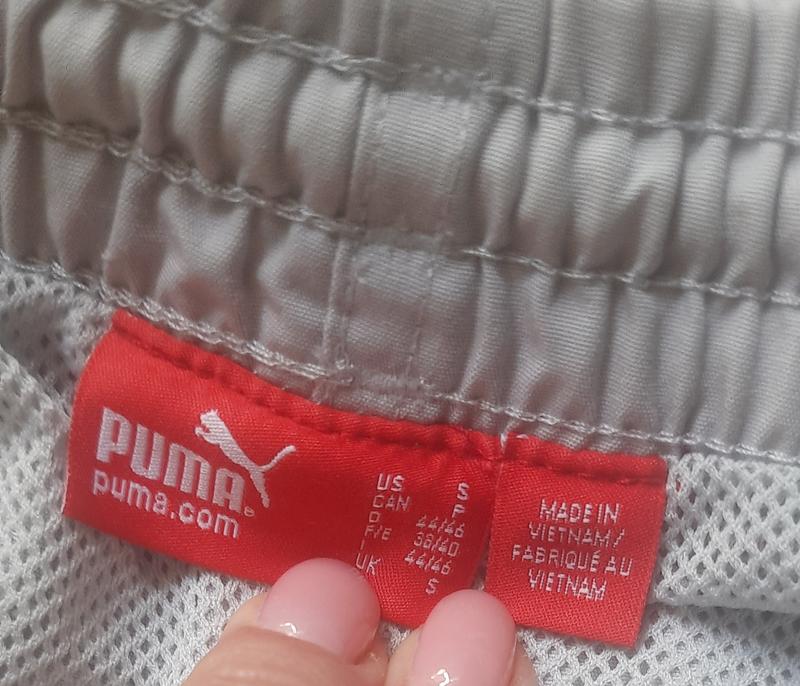 PUMA
puma.com
US S
CAN P
D 44/46
F/E 38/40
I 44/46
UK S
MADE IN
VIETNAM/
FABRIQUÉ AU
VIETNAM